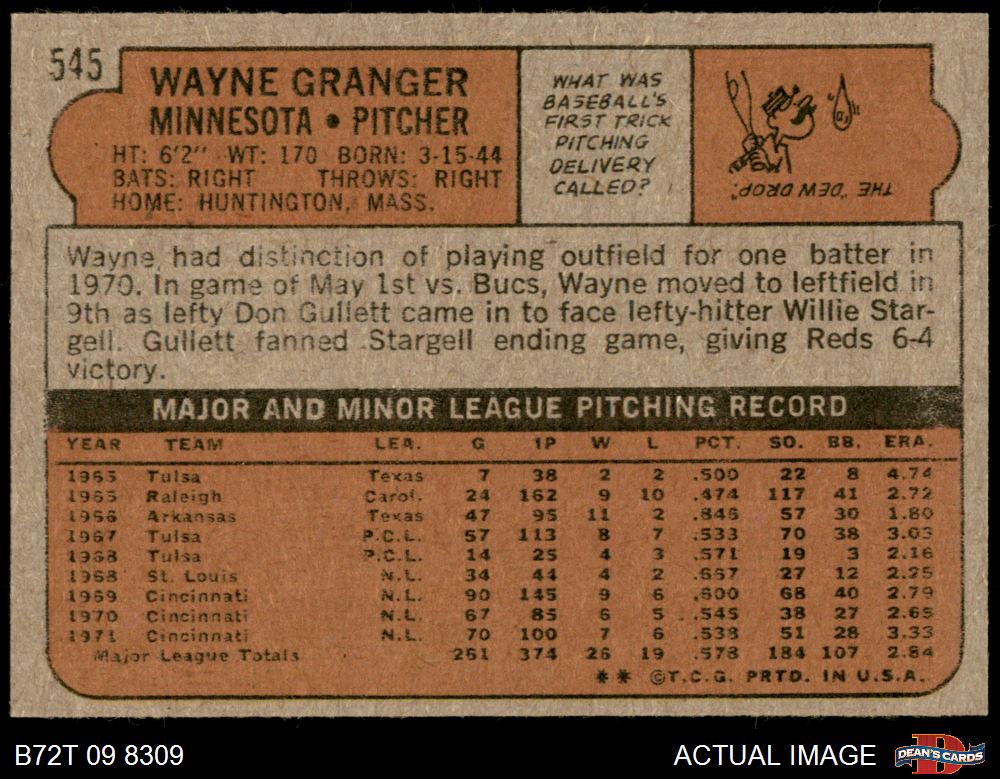 545
WAYNE GRANGER
MINNESOTA • PITCHER
HT: 6'2" WT: 170 BORN: 3-15-44
BATS: RIGHT THROWS: RIGHT
HOME: HUNTINGTON, MASS.
WHAT WAS
BASEBALL'S
FIRST TRICK
PITCHING
DELIVERY
CALLED?
THE "DEW DROP."
Wayne had distinction of playing outfield for one batter in
1970. In game of May 1st vs. Bucs, Wayne moved to leftfield in
9th as lefty Don Gullett came in to face lefty-hitter Willie Star-
gell. Gullett fanned Stargell ending game, giving Reds 6-4
victory.
MAJOR AND MINOR LEAGUE PITCHING RECORD
YEAR TEAM LEA. G IP W L PCT. SO. BB. ERA.
1965 Tulsa Texas 7 38 2 2 .500 22 8 4.74
1965 Raleigh Carol. 24 162 9 10 .474 117 41 2.72
1966 Arkansas Texas 47 95 11 2 .846 57 30 1.80
1967 Tulsa P.C.L. 57 113 8 7 .533 70 38 3.03
1968 Tulsa P.C.L. 14 25 4 3 .571 19 3 2.16
1968 St. Louis N.L. 34 44 4 2 .667 27 12 2.25
1969 Cincinnati N.L. 90 145 9 6 .600 68 40 2.79
1970 Cincinnati N.L. 67 85 6 5 .545 38 27 2.65
1971 Cincinnati N.L. 70 100 7 6 .538 51 28 3.33
Major League Totals 261 374 26 19 .578 184 107 2.84
** ©T.C.G. PRTD. IN U.S.A.
B72T 09 8309
ACTUAL IMAGE
DEAN'S CARDS